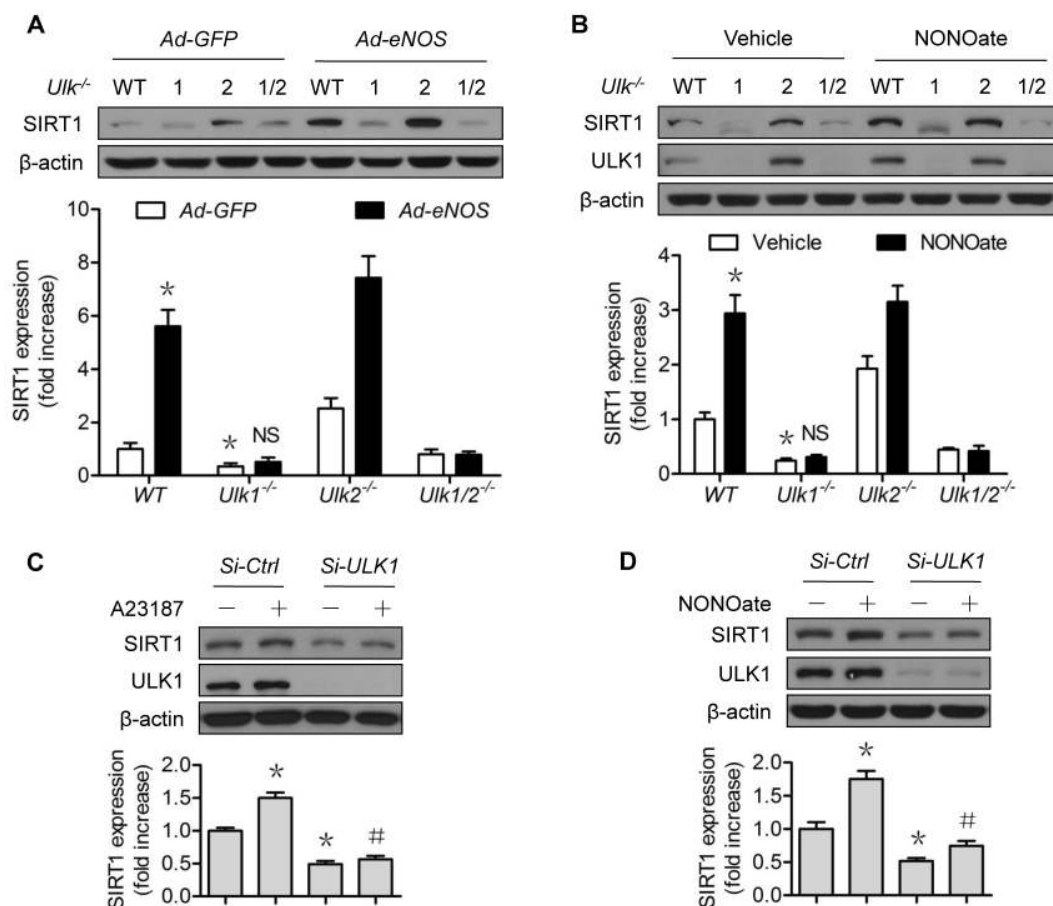 A
Ad-GFP Ad-eNOS
Ulk-/- WT 1 2 1/2 WT 1 2 1/2
SIRT1
β-actin
Ad-GFP Ad-eNOS
SIRT1 expression
(fold increase)
10
8
6
4
2
0
* * NS
WT Ulk1-/- Ulk2-/- Ulk1/2-/-
B
Vehicle NONOate
Ulk-/- WT 1 2 1/2 WT 1 2 1/2
SIRT1
ULK1
β-actin
Vehicle NONOate
SIRT1 expression
(fold increase)
4
3
2
1
0
* * NS
WT Ulk1-/- Ulk2-/- Ulk1/2-/-
C
Si-Ctrl Si-ULK1
A23187 − + − +
SIRT1
ULK1
β-actin
SIRT1 expression
(fold increase)
2.0
1.5
1.0
0.5
0.0
* * #
D
Si-Ctrl Si-ULK1
NONOate − + − +
SIRT1
ULK1
β-actin
SIRT1 expression
(fold increase)
2.0
1.5
1.0
0.5
0.0
* * #